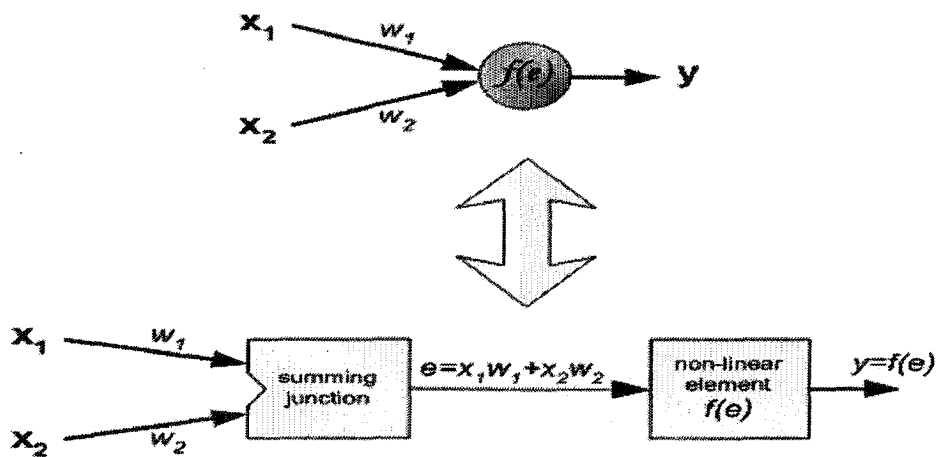 x₁
w₁
f(e)
y
x₂
w₂
x₁
w₁
summing
junction
e=x₁w₁+x₂w₂
non-linear
element
f(e)
y=f(e)
x₂
w₂